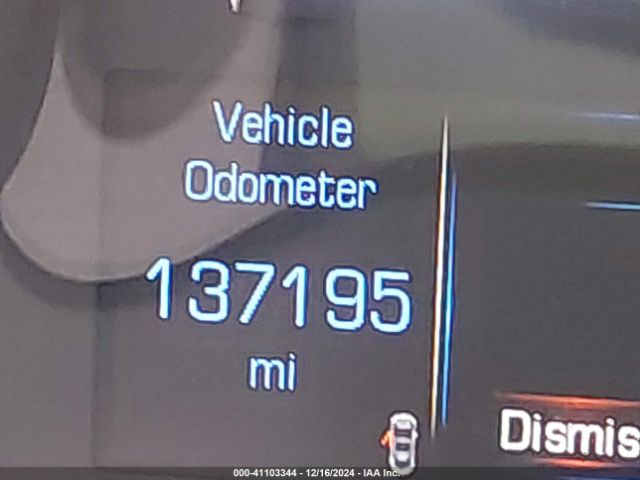 Vehicle
Odometer
137195
mi
Dismis
000-41103344 - 12/16/2024 - IAA Inc.